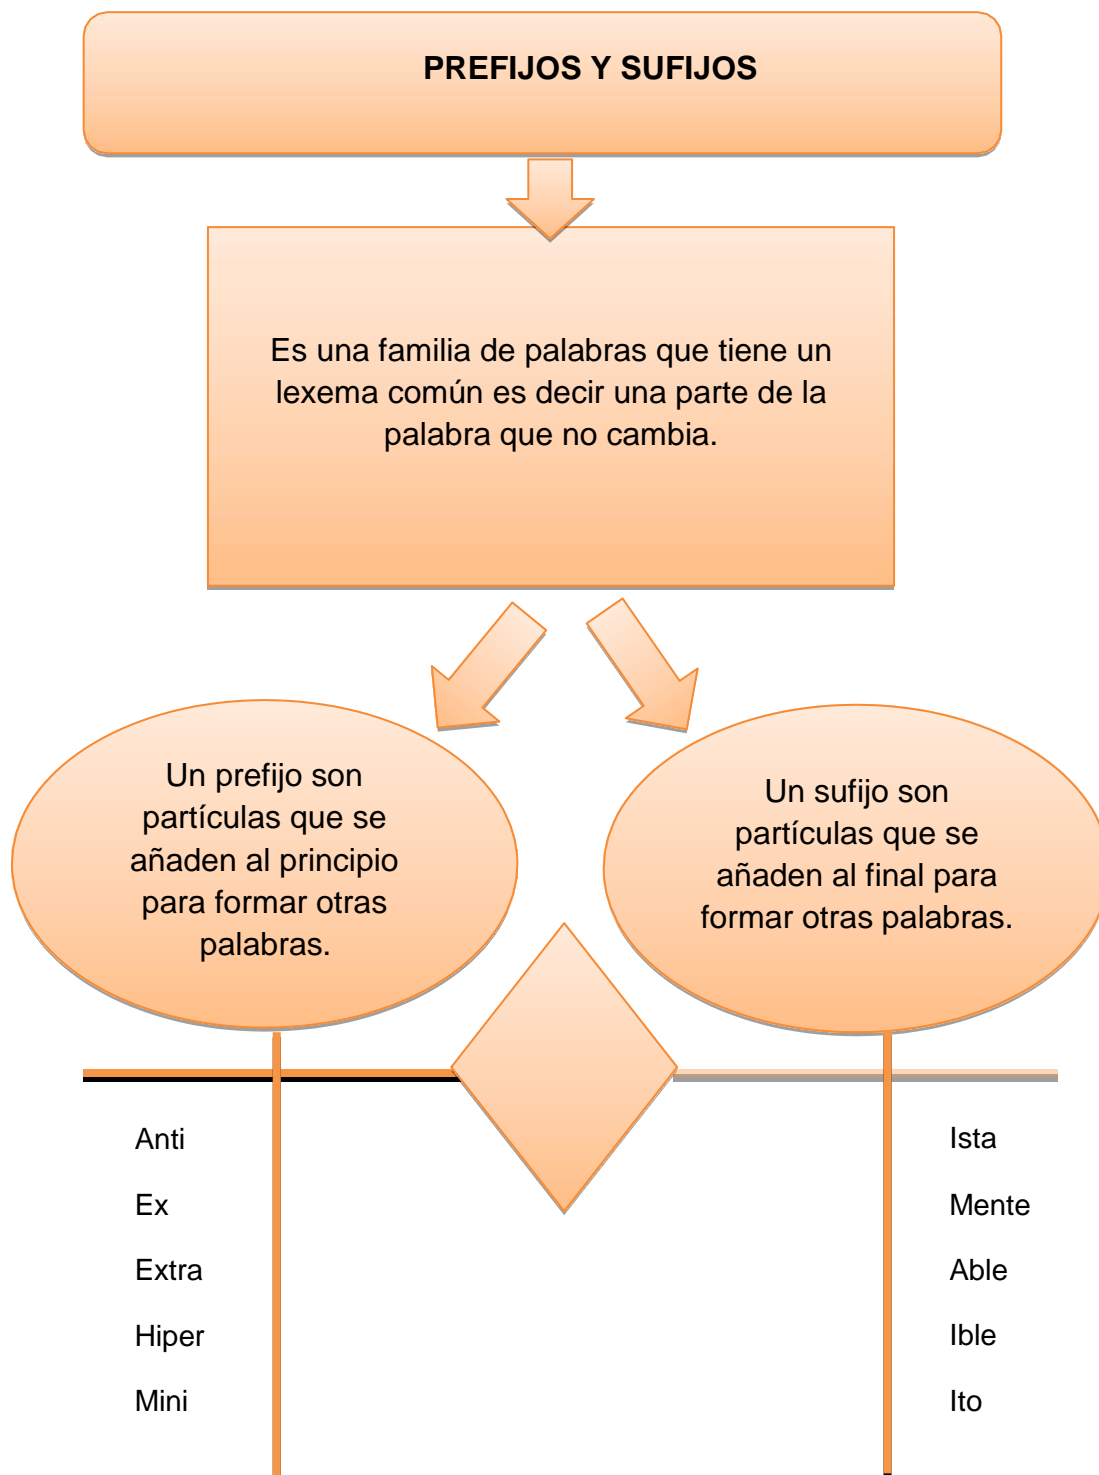 PREFIJOS Y SUFIJOS
Es una familia de palabras que tiene un
lexema común es decir una parte de la
palabra que no cambia.
Un prefijo son
partículas que se
añaden al principio
para formar otras
palabras.
Un sufijo son
partículas que se
añaden al final para
formar otras palabras.
Anti
Ex
Extra
Hiper
Mini
Ista
Mente
Able
Ible
Ito